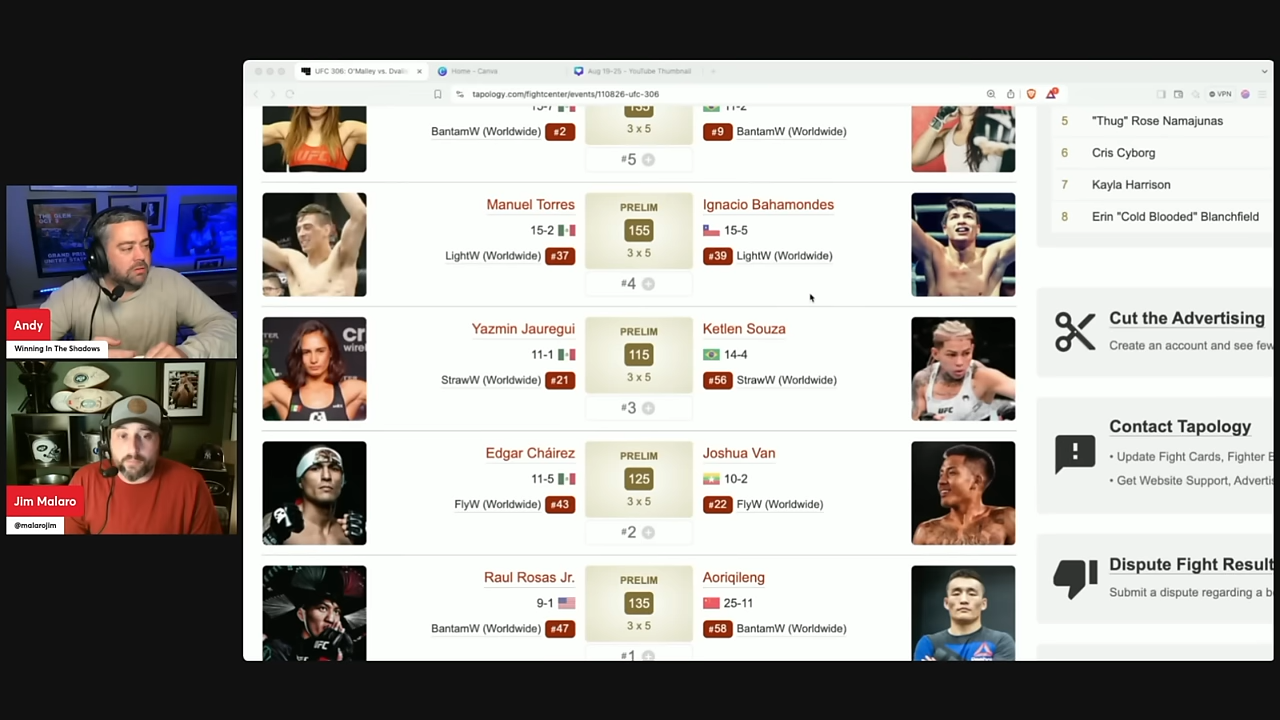 UFC 306: O'Malley vs. Dvali
Home - Canva
Aug 19-25 - YouTube Thumbnail
tapology.com/fightcenter/events/110826-ufc-306
VPN
BantamW (Worldwide) #2
3 x 5
#9 BantamW (Worldwide)
#5
UFC
Manuel Torres
PRELIM
Ignacio Bahamondes
15-2
155
15-5
LightW (Worldwide) #37
3 x 5
#39 LightW (Worldwide)
#4
Yazmin Jauregui
PRELIM
Ketlen Souza
11-1
115
14-4
StrawW (Worldwide) #21
3 x 5
#56 StrawW (Worldwide)
#3
Edgar Cháirez
PRELIM
Joshua Van
11-5
125
10-2
FlyW (Worldwide) #43
3 x 5
#22 FlyW (Worldwide)
#2
Raul Rosas Jr.
PRELIM
Aoriqileng
9-1
135
25-11
BantamW (Worldwide) #47
3 x 5
#58 BantamW (Worldwide)
#1
5 "Thug" Rose Namajunas
6 Cris Cyborg
7 Kayla Harrison
8 Erin "Cold Blooded" Blanchfield
Cut the Advertising
Create an account and see few
Contact Tapology
• Update Fight Cards, Fighter
• Get Website Support, Adverti
Dispute Fight Result
Submit a dispute regarding a b
Andy
Winning In The Shadows
Jim Malaro
@malarojim